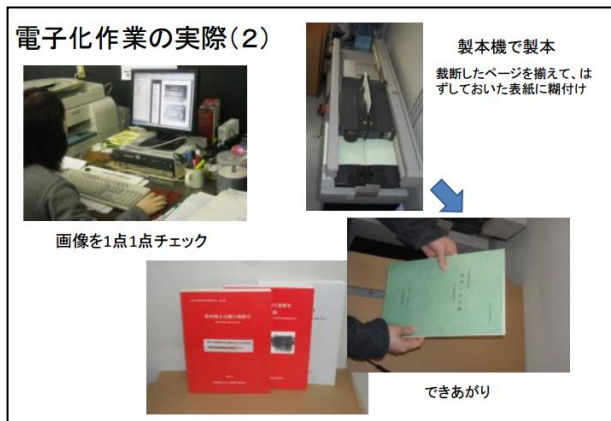 電子化作業の実際(2)
製本機で製本
裁断したページを揃えて、は
ずしておいた表紙に糊付け
画像を1点1点チェック
できあがり